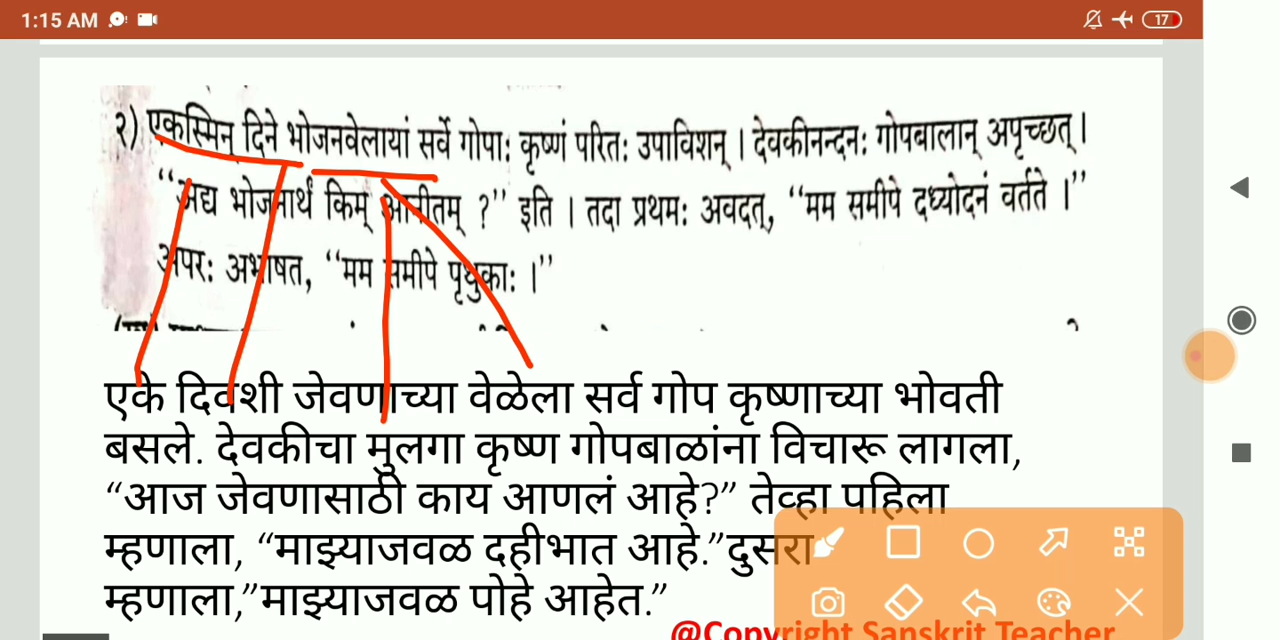 1:15 AM
17
२) एकस्मिन् दिने भोजनवेलायां सर्वे गोपाः कृष्णं परितः उपाविशन् । देवकीनन्दनः गोपबालान् अपृच्छत् ।
“अद्य भोजनार्थं किम् आनीतम् ?” इति । तदा प्रथमः अवदत्, “मम समीपे दध्योदनं वर्तते ।”
अपरः अभाषत, “मम समीपे पृथुकाः ।”
एके दिवशी जेवणाच्या वेळेला सर्व गोप कृष्णाच्या भोवती
बसले. देवकीचा मुलगा कृष्ण गोपबाळांना विचारू लागला,
“आज जेवणासाठी काय आणलं आहे?” तेव्हा पहिला
म्हणाला, “माझ्याजवळ दहीभात आहे.”दुसरा
म्हणाला,”माझ्याजवळ पोहे आहेत.”
@Copyright Sanskrit Teacher